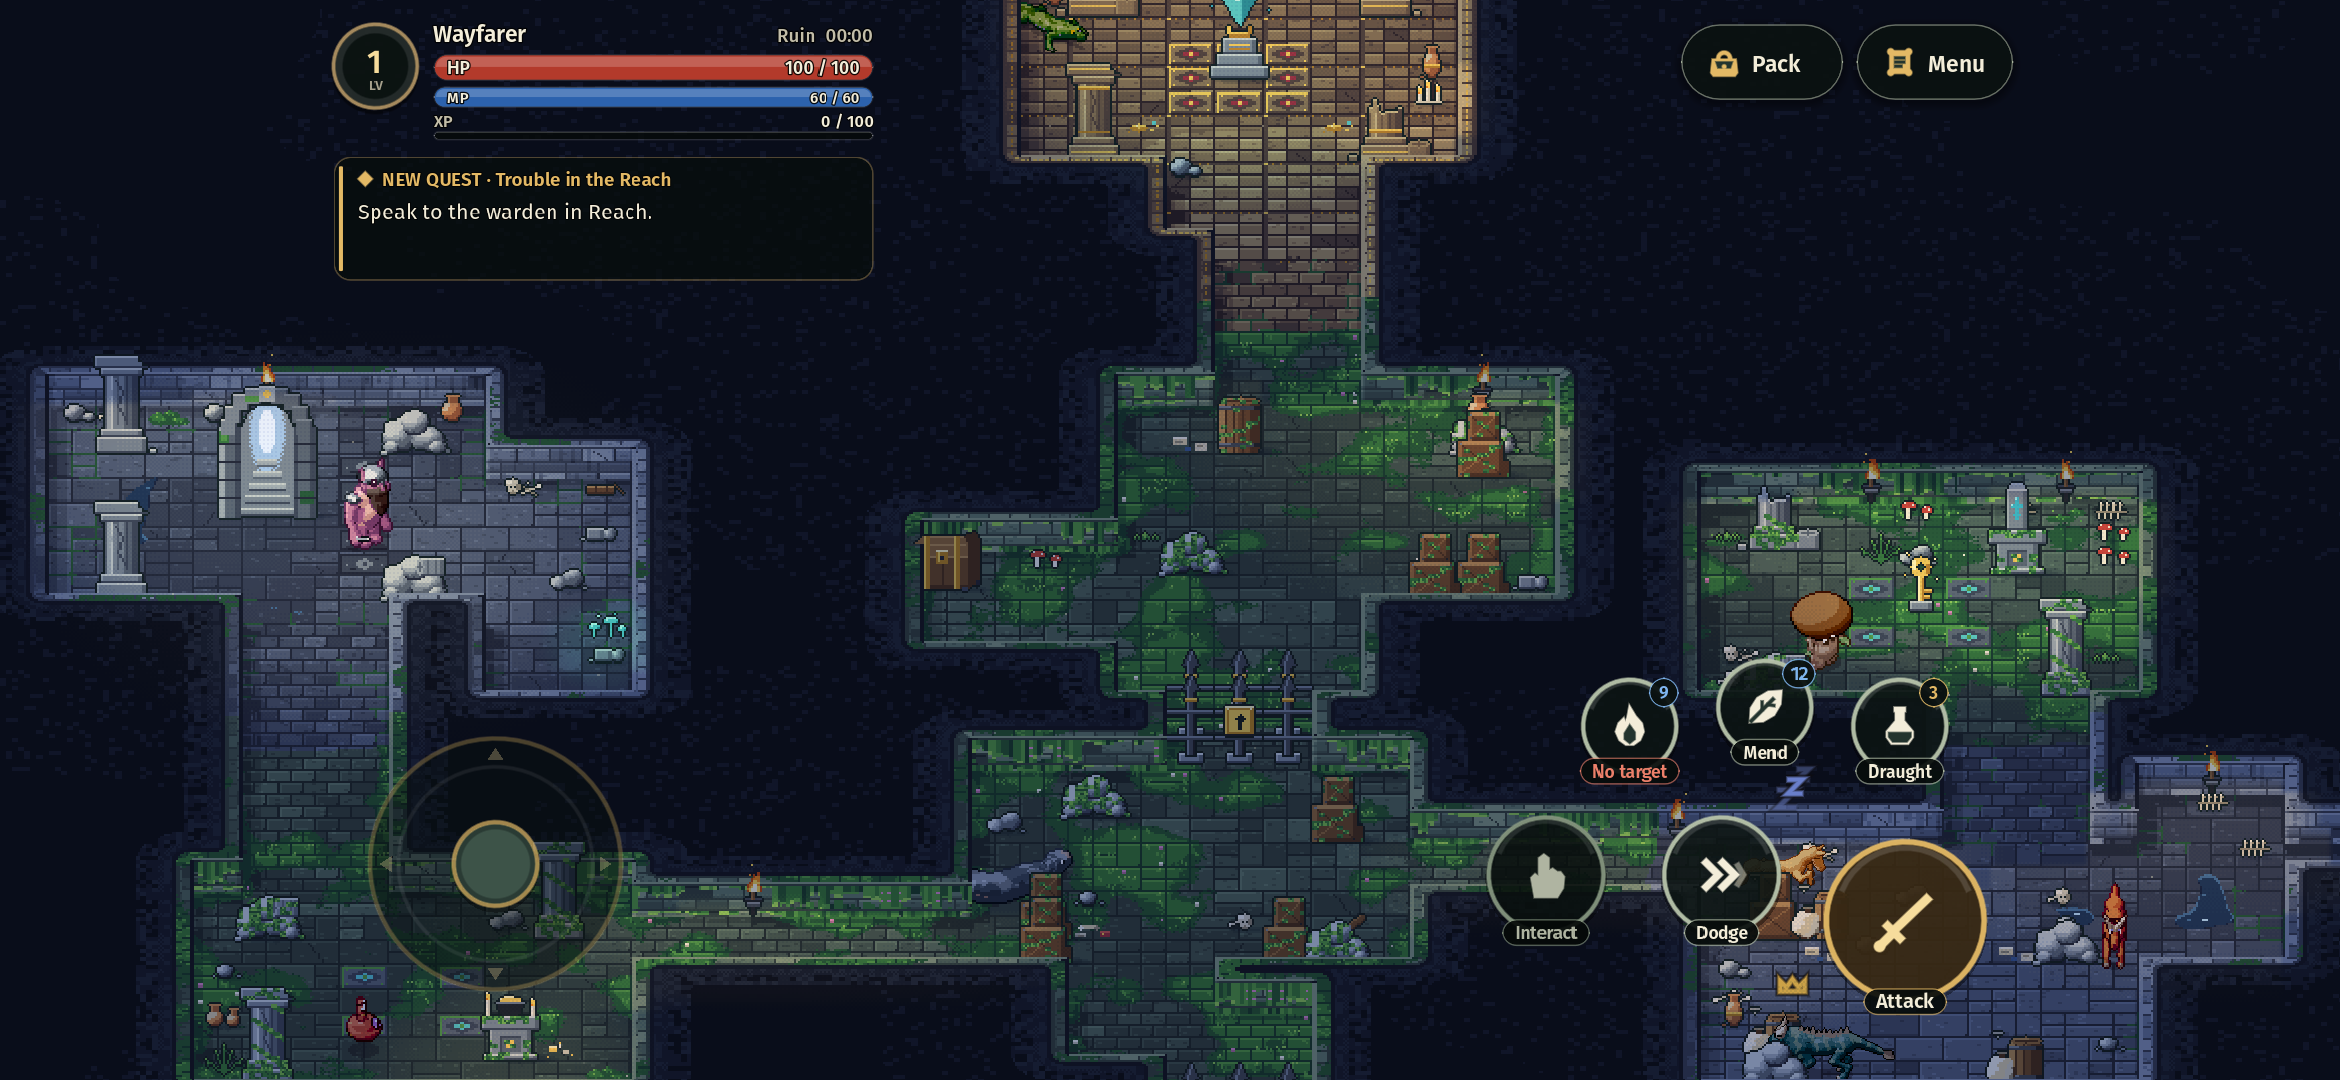 1
LV
Wayfarer
Ruin 00:00
HP 100 / 100
MP 60 / 60
XP 0 / 100
NEW QUEST · Trouble in the Reach
Speak to the warden in Reach.
Pack
Menu
9
No target
12
Mend
3
Draught
Interact
Dodge
Attack